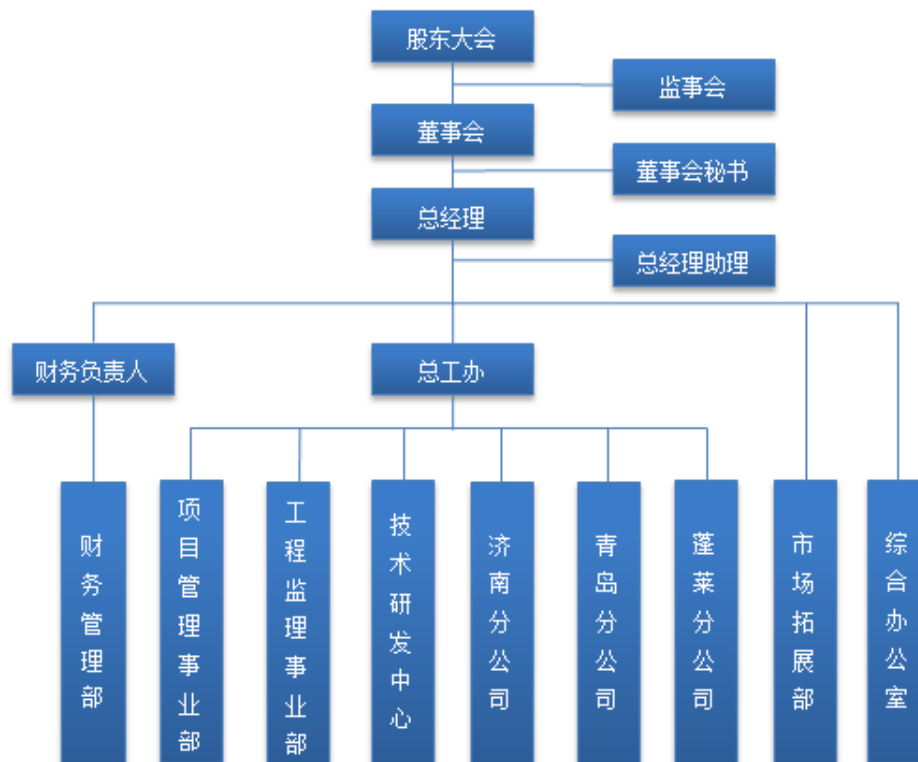 股东大会
监事会
董事会
董事会秘书
总经理
总经理助理
财务负责人
总工办
财务管理部
项目管理事业部
工程监理事业部
技术研发中心
济南分公司
青岛分公司
蓬莱分公司
市场拓展部
综合办公室